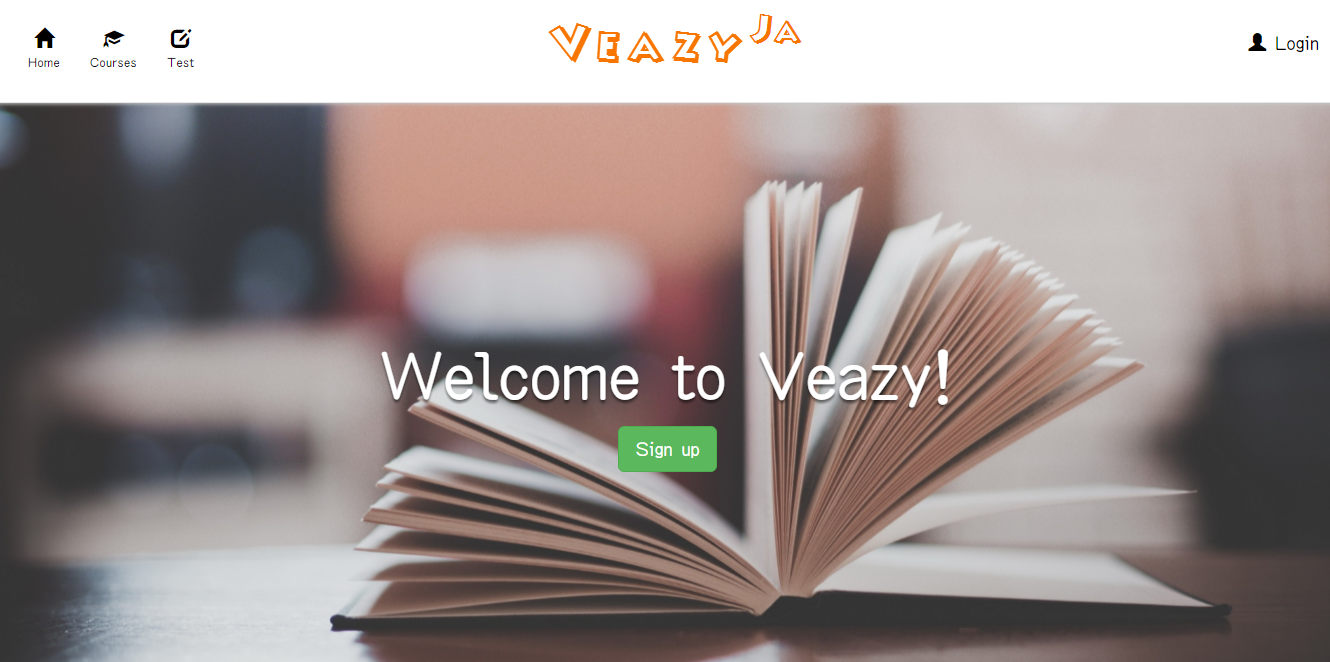 Veazy Ja
Home Courses Test
Login
Welcome to Veazy!
Sign up